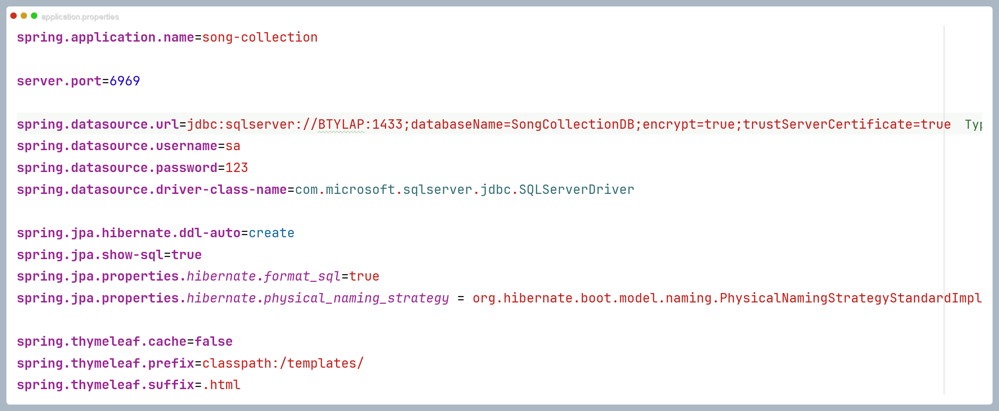 application.properties
spring.application.name=song-collection
server.port=6969
spring.datasource.url=jdbc:sqlserver://BTYLAP:1433;databaseName=SongCollectionDB;encrypt=true;trustServerCertificate=true
spring.datasource.username=sa
spring.datasource.password=123
spring.datasource.driver-class-name=com.microsoft.sqlserver.jdbc.SQLServerDriver
spring.jpa.hibernate.ddl-auto=create
spring.jpa.show-sql=true
spring.jpa.properties.hibernate.format_sql=true
spring.jpa.properties.hibernate.physical_naming_strategy = org.hibernate.boot.model.naming.PhysicalNamingStrategyStandardImpl
spring.thymeleaf.cache=false
spring.thymeleaf.prefix=classpath:/templates/
spring.thymeleaf.suffix=.html